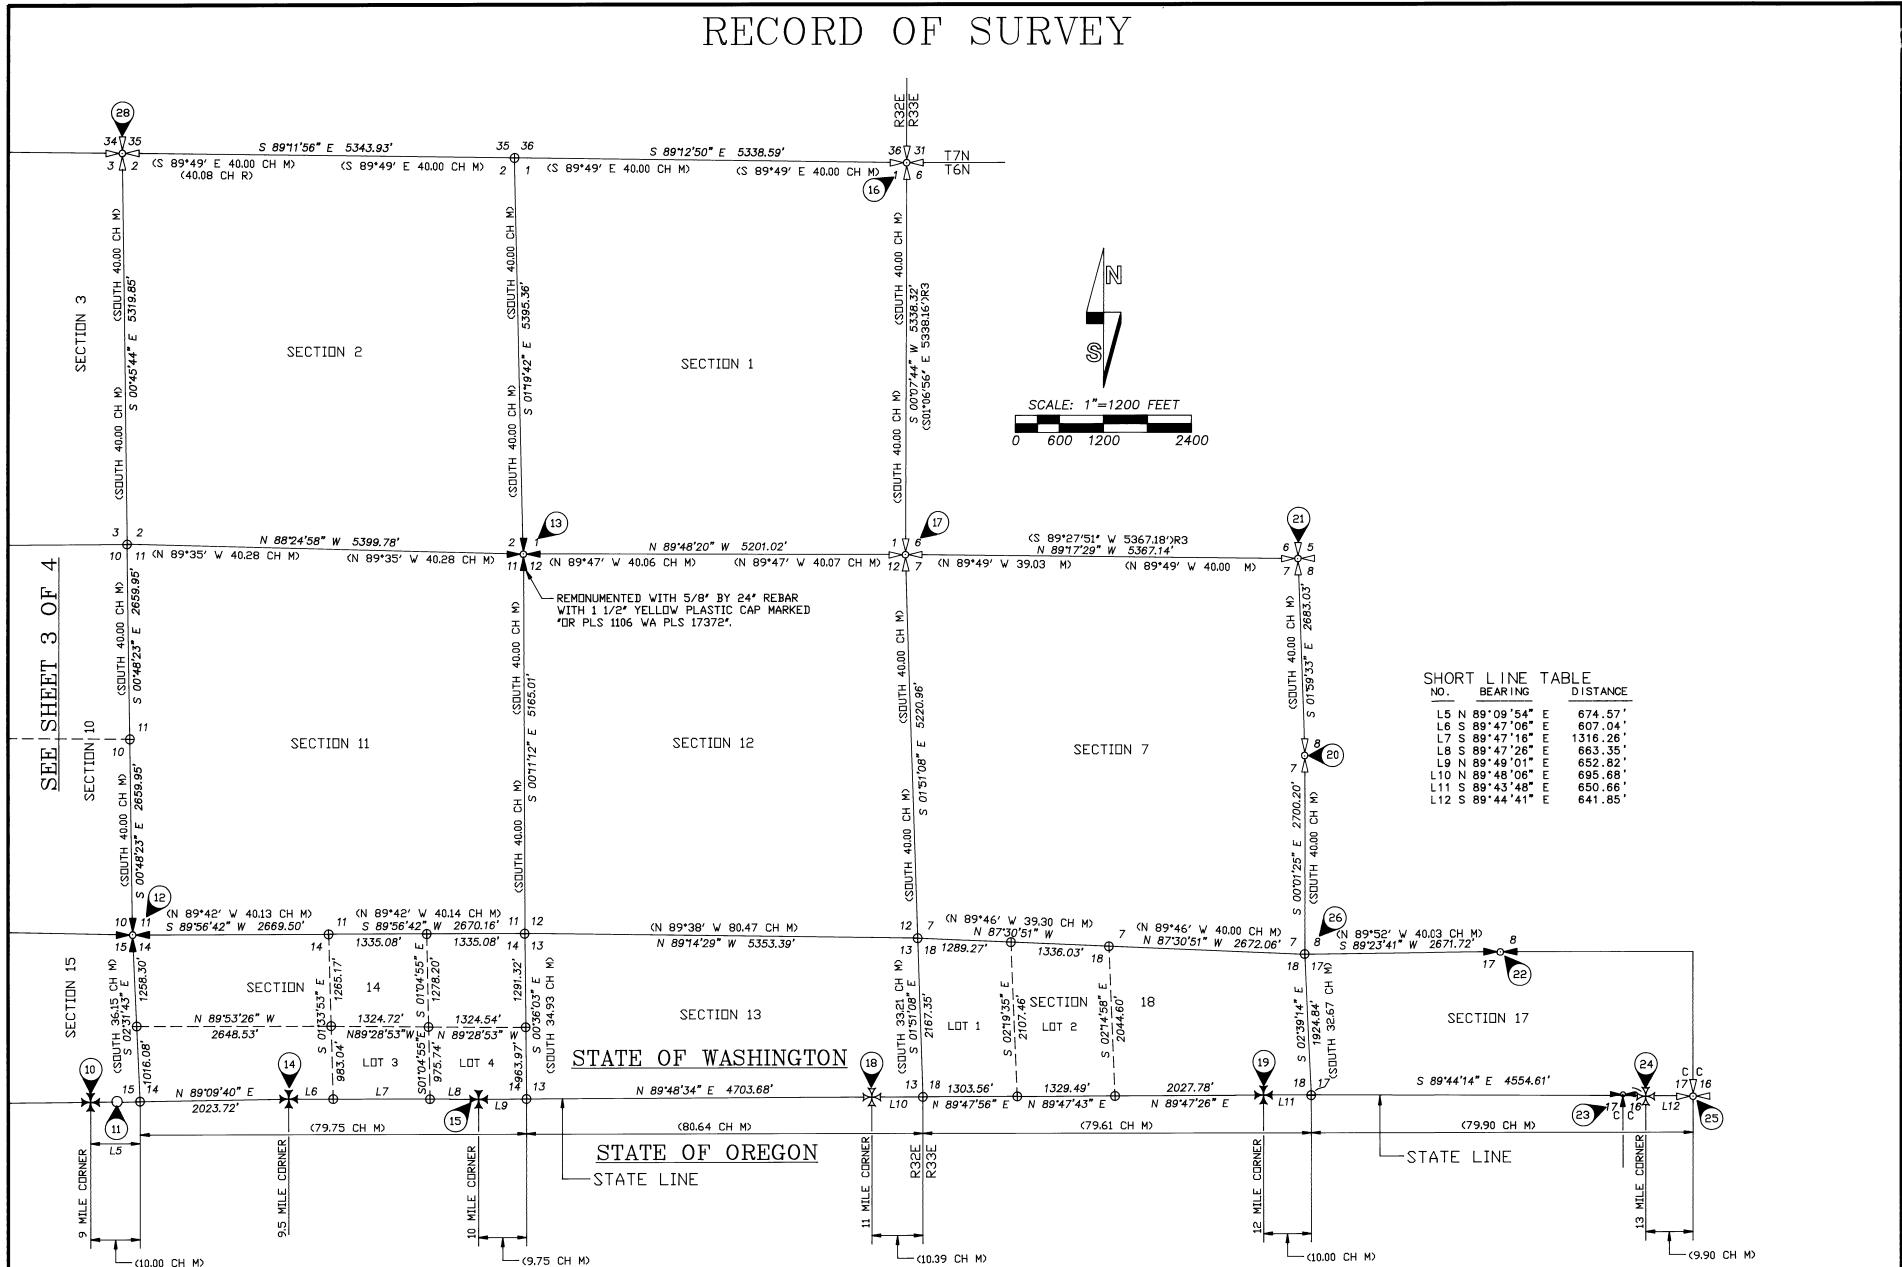 RECORD OF SURVEY
R32E
R33E
28
34 35
S 89°11'56" E 5343.93'
35 36
S 89°12'50" E 5338.59'
36 31
T7N
T6N
3 2
(S 89°49' E 40.00 CH M)
(40.08 CH R)
(S 89°49' E 40.00 CH M)
2 1
(S 89°49' E 40.00 CH M)
(S 89°49' E 40.00 CH M)
1 6
16
SECTION 3
(SOUTH 40.00 CH M)
S 00°45'44" E 5319.85'
(SOUTH 40.00 CH M)
SECTION 2
(SOUTH 40.00 CH M)
S 01°19'42" E 5395.36'
(SOUTH 40.00 CH M)
SECTION 1
(SOUTH 40.00 CH M)
S 00°07'44" W 5338.32'
(S01°06'56" E 5338.16')R3
(SOUTH 40.00 CH M)
N
S
SCALE: 1"=1200 FEET
0 600 1200 2400
3 2
N 88°24'58" W 5399.78'
2 1
13
N 89°48'20" W 5201.02'
1 6
17
(S 89°27'51" W 5367.18')R3
N 89°17'29" W 5367.14'
21
6 5
10 11
(N 89°35' W 40.28 CH M)
(N 89°35' W 40.28 CH M)
11 12
(N 89°47' W 40.06 CH M)
(N 89°47' W 40.07 CH M)
12 7
(N 89°49' W 39.03 M)
(N 89°49' W 40.00 M)
7 8
REMONUMENTED WITH 5/8" BY 24" REBAR
WITH 1 1/2" YELLOW PLASTIC CAP MARKED
"OR PLS 1106 WA PLS 17372".
SEE SHEET 3 OF 4
SECTION 10
(SOUTH 40.00 CH M)
S 00°48'23" E 2659.95'
11
10
(SOUTH 40.00 CH M)
S 00°48'23" E 2659.95'
SECTION 11
(SOUTH 40.00 CH M)
S 00°11'12" E 5165.01'
(SOUTH 40.00 CH M)
SECTION 12
(SOUTH 40.00 CH M)
S 01°51'08" E 5220.96'
(SOUTH 40.00 CH M)
SECTION 7
(SOUTH 40.00 CH M)
S 01°59'33" E 2683.03'
8
7
20
S 00°01'25" E 2700.20'
(SOUTH 40.00 CH M)
SHORT LINE TABLE
NO. BEARING DISTANCE
L5 N 89°09'54" E 674.57'
L6 S 89°47'06" E 607.04'
L7 S 89°47'16" E 1316.26'
L8 S 89°47'26" E 663.35'
L9 N 89°49'01" E 652.82'
L10 N 89°48'06" E 695.68'
L11 S 89°43'48" E 650.66'
L12 S 89°44'41" E 641.85'
12
10 11
(N 89°42' W 40.13 CH M)
S 89°56'42" W 2669.50'
11
(N 89°42' W 40.14 CH M)
S 89°56'42" W 2670.16'
11 12
(N 89°38' W 80.47 CH M)
N 89°14'29" W 5353.39'
12 7
(N 89°46' W 39.30 CH M)
N 87°30'51" W
7
(N 89°46' W 40.00 CH M)
N 87°30'51" W 2672.06'
7 8
26
(N 89°52' W 40.03 CH M)
S 89°23'41" W 2671.72'
8
15 14
14
1335.08'
1335.08'
14 13
13 18
1289.27'
1336.03'
18
18 17
17
22
SECTION 15
(SOUTH 36.15 CH M)
S 02°31'43" E
1258.30'
SECTION 14
S 01°33'53" E
1265.17'
S 01°04'55" E
1278.20'
1291.32'
S 00°36'03" E
(SOUTH 34.93 CH M)
SECTION 13
(SOUTH 33.21 CH M)
S 01°51'08" E
2167.35'
LOT 1
S 02°19'35" E
2107.46'
SECTION 18
LOT 2
S 02°14'58" E
2044.60'
S 02°39'14" E
1924.84'
(SOUTH 32.67 CH M)
SECTION 17
N 89°53'26" W
2648.53'
1324.72'
N89°28'53"W
1324.54'
N 89°28'53" W
1016.08'
983.04'
LOT 3
S01°04'55"E
975.74'
LOT 4
963.97'
STATE OF WASHINGTON
10
15 14
N 89°09'40" E
2023.72'
14
L6
L7
L8
15
L9
14 13
N 89°48'34" E 4703.68'
18
L10
13 18
1303.56'
N 89°47'56" E
1329.49'
N 89°47'43" E
2027.78'
N 89°47'26" E
19
L11
18 17
S 89°44'14" E 4554.61'
24
23
17 16
C C
L12
C C
17 16
25
11
L5
(79.75 CH M)
(80.64 CH M)
(79.61 CH M)
(79.90 CH M)
STATE OF OREGON
STATE LINE
R32E
R33E
STATE LINE
9 MILE CORNER
9.5 MILE CORNER
10 MILE CORNER
11 MILE CORNER
12 MILE CORNER
13 MILE CORNER
(10.00 CH M)
(9.75 CH M)
(10.39 CH M)
(10.00 CH M)
(9.90 CH M)